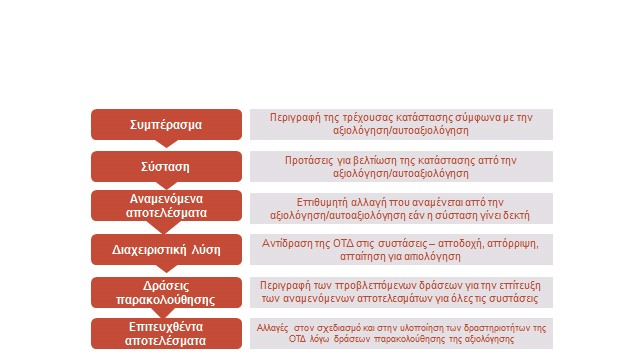 Συμπέρασμα
Περιγραφή της τρέχουσας κατάστασης σύμφωνα με την
αξιολόγηση/αυτοαξιολόγηση
Σύσταση
Προτάσεις για βελτίωση της κατάστασης από την
αξιολόγηση/αυτοαξιολόγηση
Αναμενόμενα
αποτελέσματα
Επιθυμητή αλλαγή που αναμένεται από την
αξιολόγηση/αυτοαξιολόγηση εάν η σύσταση γίνει δεκτή
Διαχειριστική λύση
Αντίδραση της ΟΤΔ στις συστάσεις – αποδοχή, απόρριψη,
απαίτηση για αιτιολόγηση
Δράσεις
παρακολούθησης
Περιγραφή των προβλεπόμενων δράσεων για την επίτευξη
των αναμενόμενων αποτελεσμάτων για όλες τις συστάσεις
Επιτευχθέντα
αποτελέσματα
Αλλαγές στον σχεδιασμό και στην υλοποίηση των δραστηριοτήτων της
ΟΤΔ λόγω δράσεων παρακολούθησης της αξιολόγησης